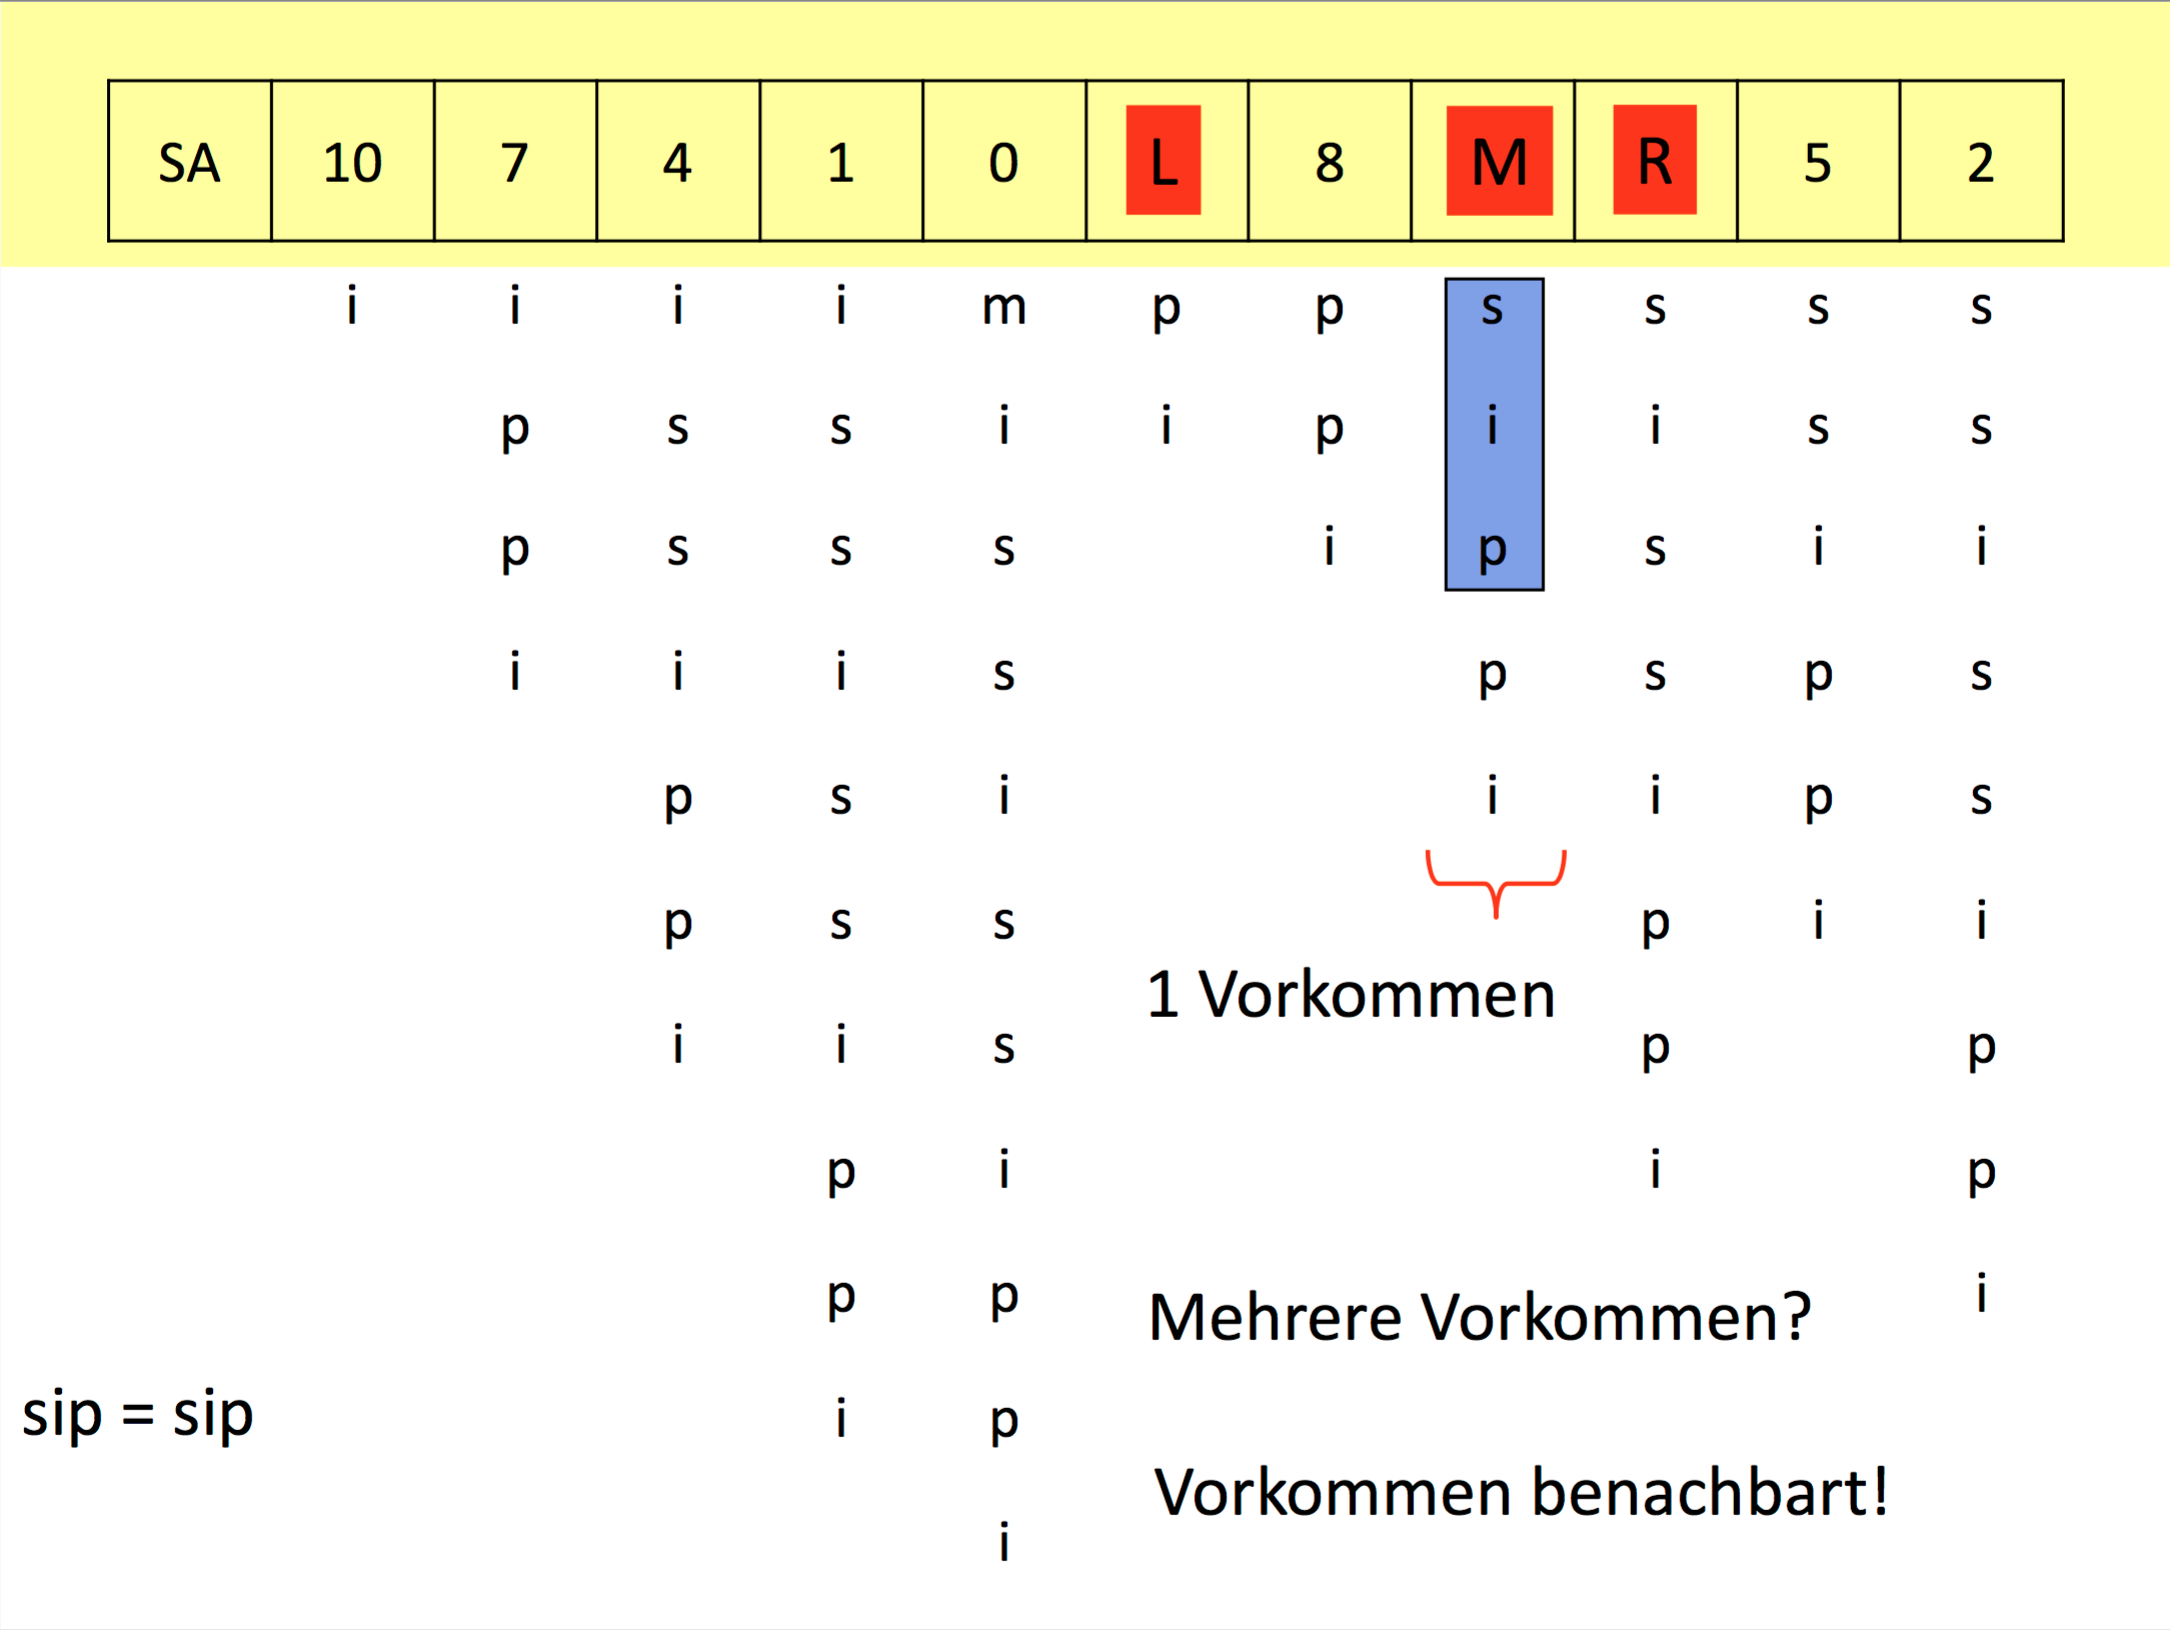 SA 10 7 4 1 0 L 8 M R 5 2
i i i i m p p s s s s
p s s i i p i i s s
p s s s i p s i i
i i i s p s p s
p s i i i p s
p s s p i i
1 Vorkommen
i i s p p
p i i p
p p i
Mehrere Vorkommen?
sip = sip
i p
Vorkommen benachbart!
i